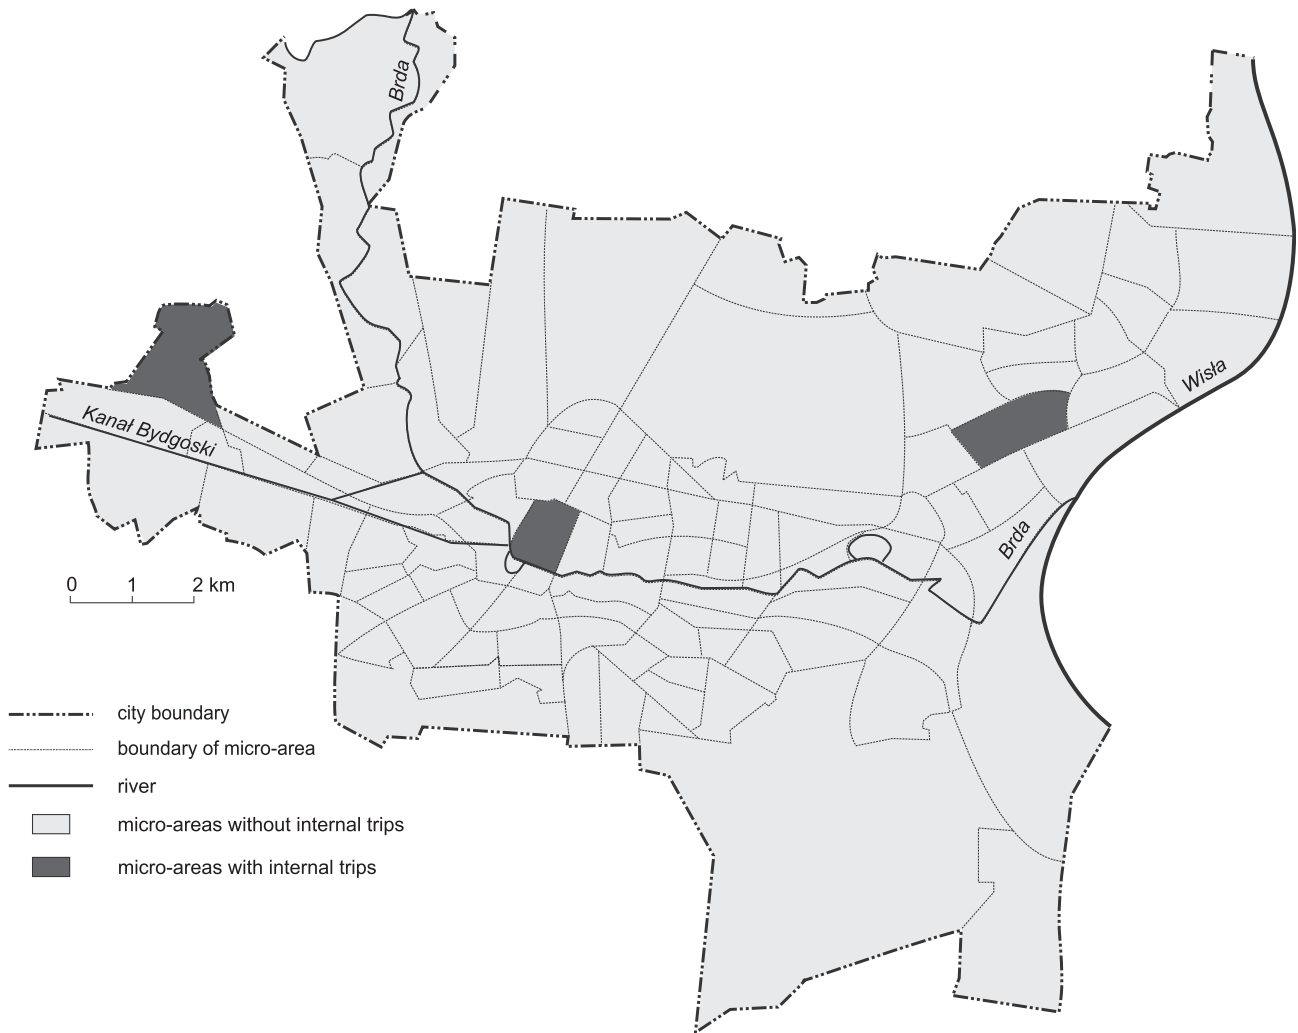 Brda
Wisła
Kanał Bydgoski
Brda
0 1 2 km
city boundary
boundary of micro-area
river
micro-areas without internal trips
micro-areas with internal trips